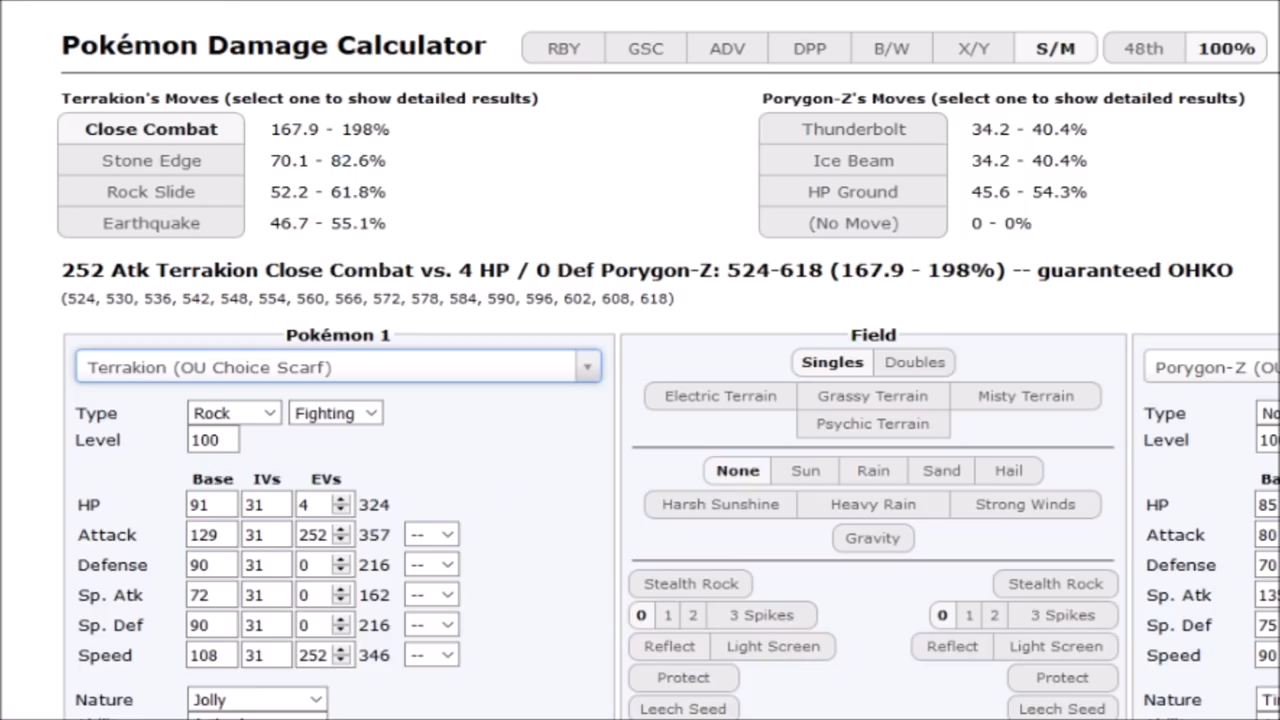 Pokémon Damage Calculator RBY GSC ADV DPP B/W X/Y S/M 48th 100%
Terrakion's Moves (select one to show detailed results) Porygon-Z's Moves (select one to show detailed results)
Close Combat 167.9 - 198% Thunderbolt 34.2 - 40.4%
Stone Edge 70.1 - 82.6% Ice Beam 34.2 - 40.4%
Rock Slide 52.2 - 61.8% HP Ground 45.6 - 54.3%
Earthquake 46.7 - 55.1% (No Move) 0 - 0%
252 Atk Terrakion Close Combat vs. 4 HP / 0 Def Porygon-Z: 524-618 (167.9 - 198%) -- guaranteed OHKO
(524, 530, 536, 542, 548, 554, 560, 566, 572, 578, 584, 590, 596, 602, 608, 618)
Pokémon 1 Field
Terrakion (OU Choice Scarf) Singles Doubles Porygon-Z (OU
Electric Terrain Grassy Terrain Misty Terrain
Type Rock Fighting Psychic Terrain Type
Level 100 Level
None Sun Rain Sand Hail
Base IVs EVs
HP 91 31 4 324 Harsh Sunshine Heavy Rain Strong Winds HP 85
Attack 129 31 252 357 -- Gravity Attack 80
Defense 90 31 0 216 -- Defense 70
Stealth Rock Stealth Rock
Sp. Atk 72 31 0 162 -- Sp. Atk
0 1 2 3 Spikes 0 1 2 3 Spikes
Sp. Def 90 31 0 216 -- Sp. Def 75
Speed 108 31 252 346 -- Reflect Light Screen Reflect Light Screen Speed 90
Protect Protect
Nature Jolly Nature
Leech Seed Leech Seed